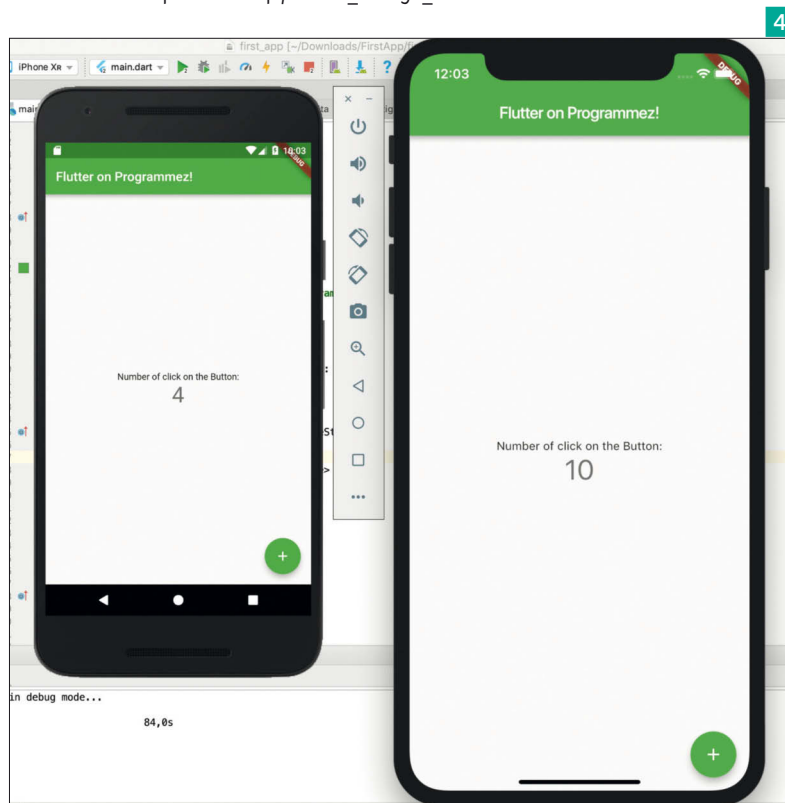 4
first_app [~/Downloads/FirstApp/fi
iPhone XR
main.dart
12:03
DEBUG
Flutter on Programmez!
18:03
DEBUG
Flutter on Programmez!
Number of click on the Button:
4
Number of click on the Button:
10
+
+
in debug mode...
84,0s